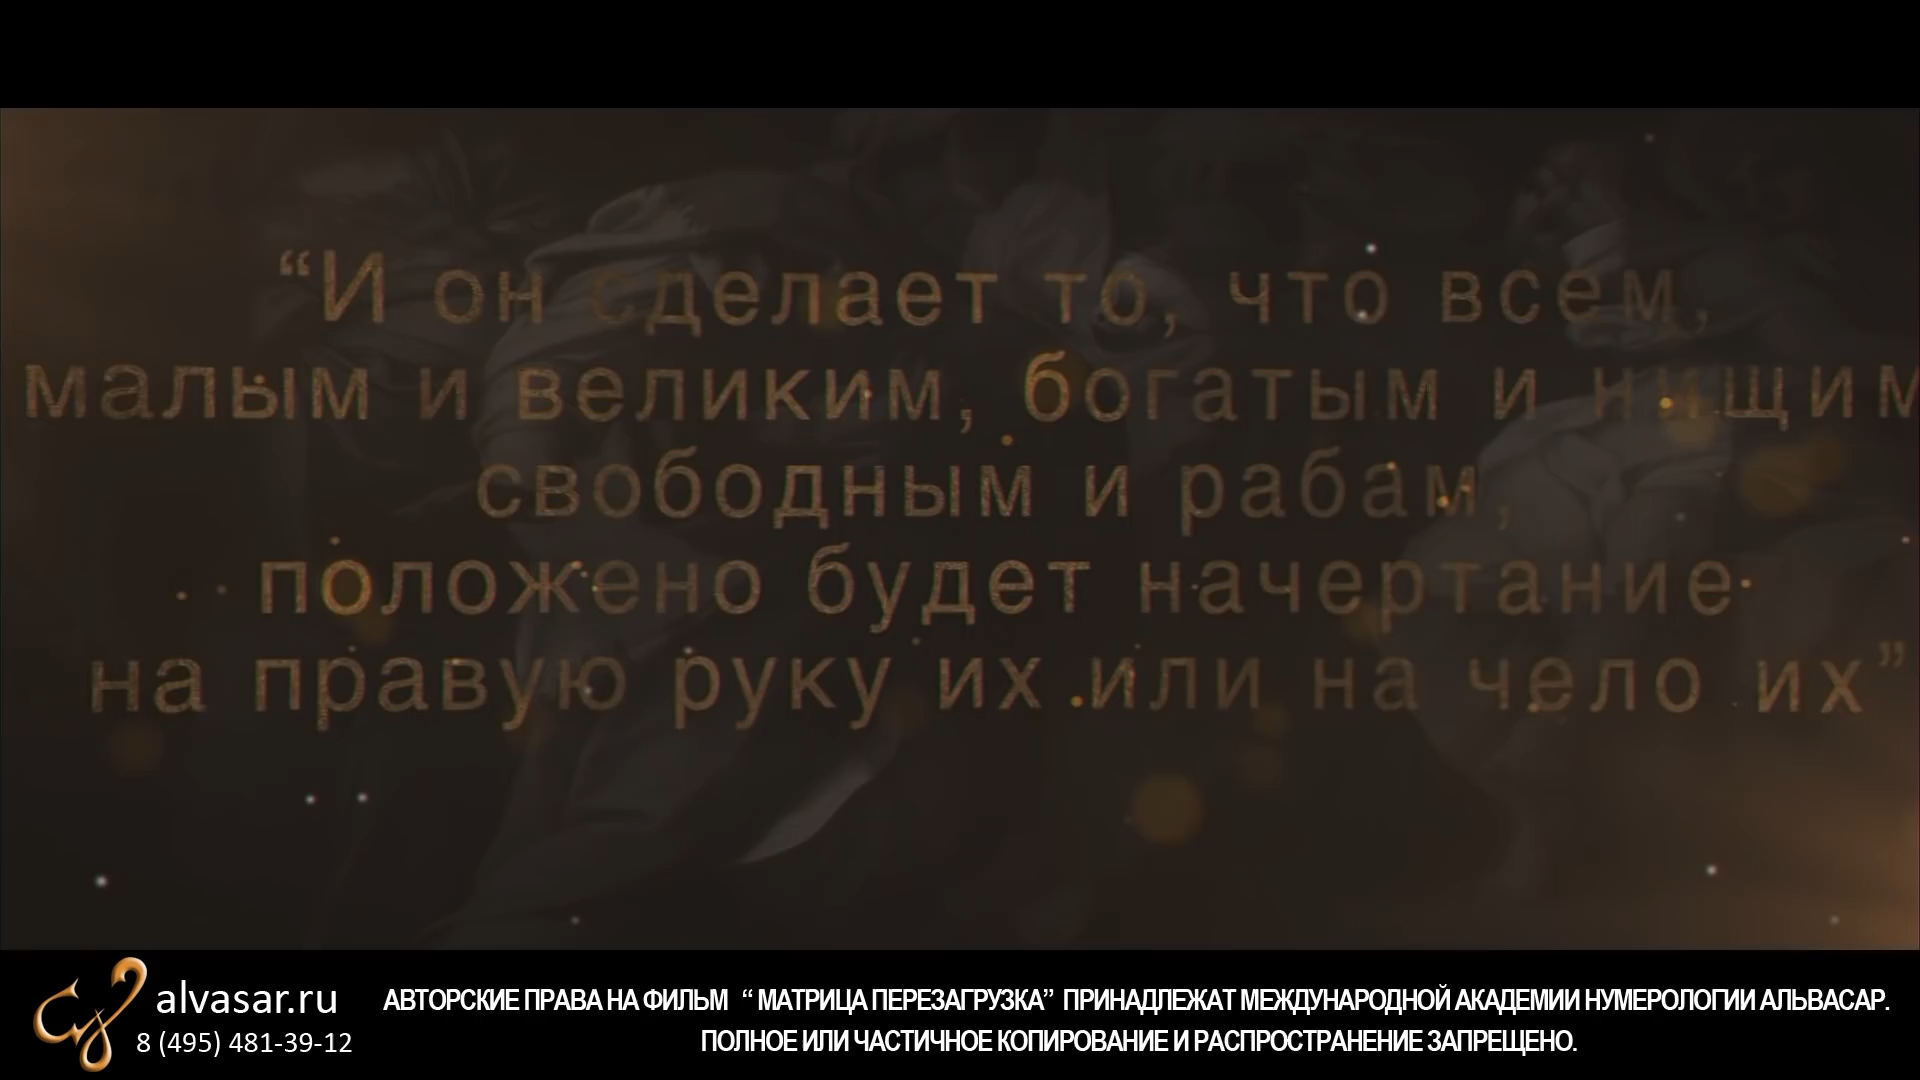 “И он сделает то, что всем,
малым и великим, богатым и нищим
свободным и рабам,
положено будет начертание
на правую руку их или на чело их”
alvasar.ru
8 (495) 481-39-12
АВТОРСКИЕ ПРАВА НА ФИЛЬМ “ МАТРИЦА ПЕРЕЗАГРУЗКА” ПРИНАДЛЕЖАТ МЕЖДУНАРОДНОЙ АКАДЕМИИ НУМЕРОЛОГИИ АЛЬВАСАР.
ПОЛНОЕ ИЛИ ЧАСТИЧНОЕ КОПИРОВАНИЕ И РАСПРОСТРАНЕНИЕ ЗАПРЕЩЕНО.